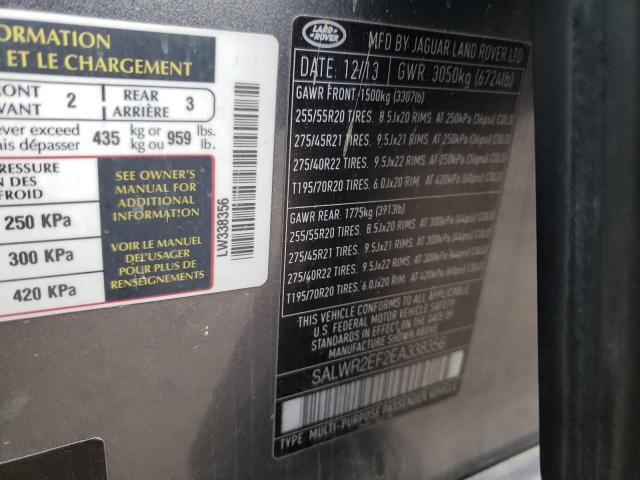 FORMATION
ET LE CHARGEMENT
ONT 2 REAR 3
VANT ARRIÈRE
ever exceed 435 kg or 959 lbs.
is dépasser kg ou lb.
RESSURE
ON DES
FROID
250 KPa
300 KPa
420 KPa
SEE OWNER'S
MANUAL FOR
ADDITIONAL
INFORMATION
VOIR LE MANUEL
DEL'USAGER
POUR PLUS DE
RENSEIGNEMENTS
LW338356
LAND
ROVER
MFD BY JAGUAR LAND ROVER LTD
DATE: 12/13 GWR. 3050kg (6724lb)
GAWR FRONT-1500kg (3307lb)
255/55R20 TIRES. 8.5Jx20 RIMS. AT 250kPa (36psi) COLD
275/45R21 TIRES. 9.5Jx21 RIMS. AT 250kPa (36psi) COLD
275/40R22 TIRES. 9.5Jx22 RIMS. AT 250kPa (36psi) COLD
T195/70R20 TIRES. 6.0Jx20 RIM. AT 420kPa (60psi) COLD
GAWR REAR. 1775kg (3913lb)
255/55R20 TIRES. 8.5Jx20 RIMS. AT 300kPa (44psi) COLD
275/45R21 TIRES. 9.5Jx21 RIMS. AT 300kPa (44psi) COLD
275/40R22 TIRES. 9.5Jx22 RIMS. AT 300kPa (44psi) COLD
T195/70R20 TIRES. 6.0Jx20 RIM. AT 420kPa (60psi) COLD
THIS VEHICLE CONFORMS TO ALL APPLICABLE
U.S. FEDERAL MOTOR VEHICLE SAFETY
STANDARDS IN EFFECT ON THE DATE OF
MANUFACTURE SHOWN ABOVE
SALWR2EF2EA338356
TYPE: MULTI-PURPOSE PASSENGER VEHICLE